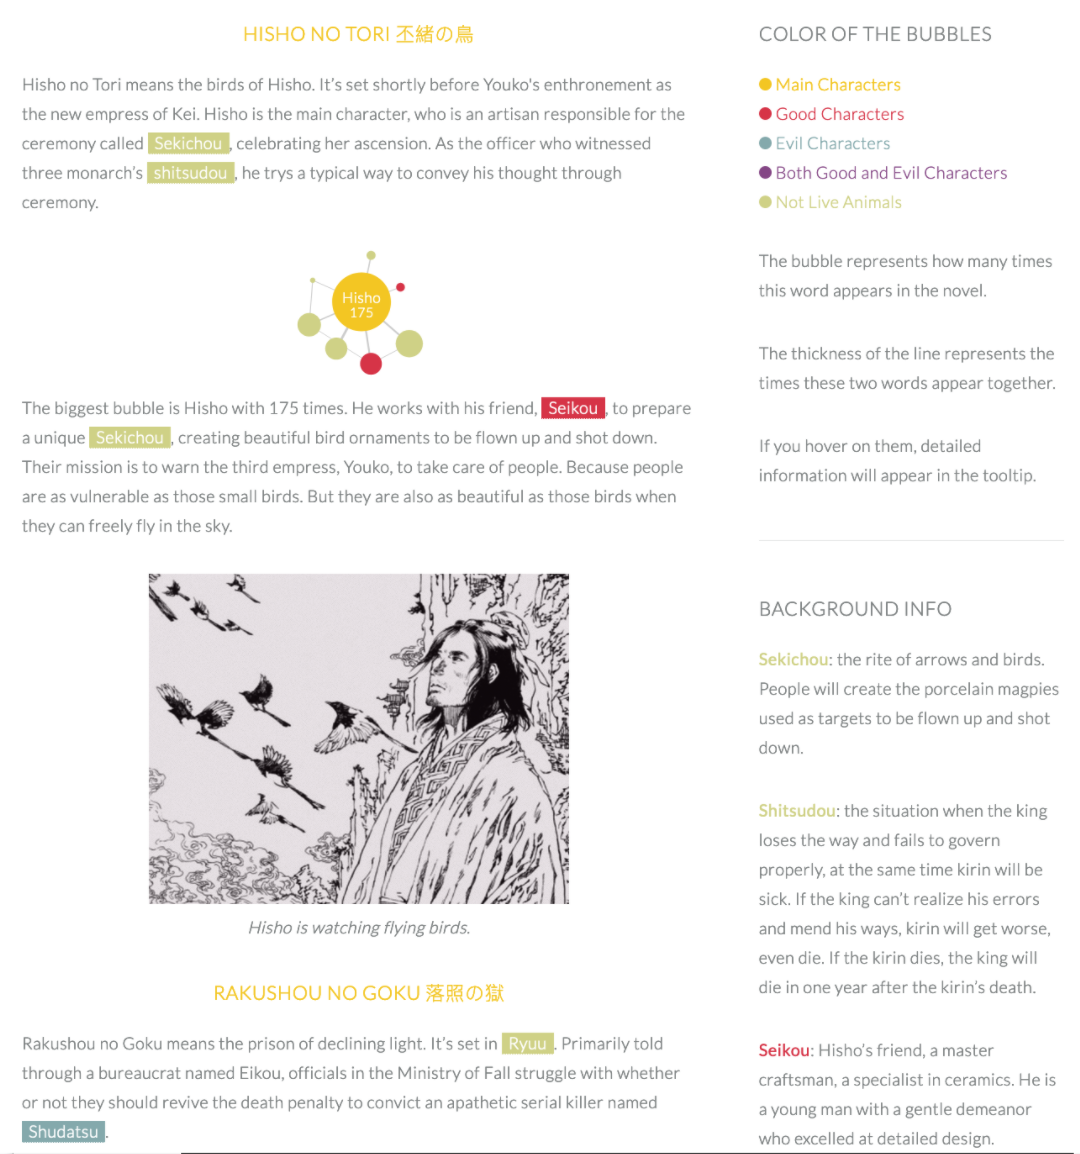 HISHO NO TORI 丕緒の鳥
Hisho no Tori means the birds of Hisho. It’s set shortly before Youko's enthronement as
the new empress of Kei. Hisho is the main character, who is an artisan responsible for the
ceremony called Sekichou, celebrating her ascension. As the officer who witnessed
three monarch’s shitsudou, he trys a typical way to convey his thought through
ceremony.
Hisho
175
The biggest bubble is Hisho with 175 times. He works with his friend, Seikou, to prepare
a unique Sekichou, creating beautiful bird ornaments to be flown up and shot down.
Their mission is to warn the third empress, Youko, to take care of people. Because people
are as vulnerable as those small birds. But they are also as beautiful as those birds when
they can freely fly in the sky.
Hisho is watching flying birds.
RAKUSHOU NO GOKU 落照の獄
Rakushou no Goku means the prison of declining light. It’s set in Ryuu. Primarily told
through a bureaucrat named Eikou, officials in the Ministry of Fall struggle with whether
or not they should revive the death penalty to convict an apathetic serial killer named
Shudatsu.
COLOR OF THE BUBBLES
Main Characters
Good Characters
Evil Characters
Both Good and Evil Characters
Not Live Animals
The bubble represents how many times
this word appears in the novel.
The thickness of the line represents the
times these two words appear together.
If you hover on them, detailed
information will appear in the tooltip.
BACKGROUND INFO
Sekichou: the rite of arrows and birds.
People will create the porcelain magpies
used as targets to be flown up and shot
down.
Shitsudou: the situation when the king
loses the way and fails to govern
properly, at the same time kirin will be
sick. If the king can’t realize his errors
and mend his ways, kirin will get worse,
even die. If the kirin dies, the king will
die in one year after the kirin’s death.
Seikou: Hisho’s friend, a master
craftsman, a specialist in ceramics. He is
a young man with a gentle demeanor
who excelled at detailed design.